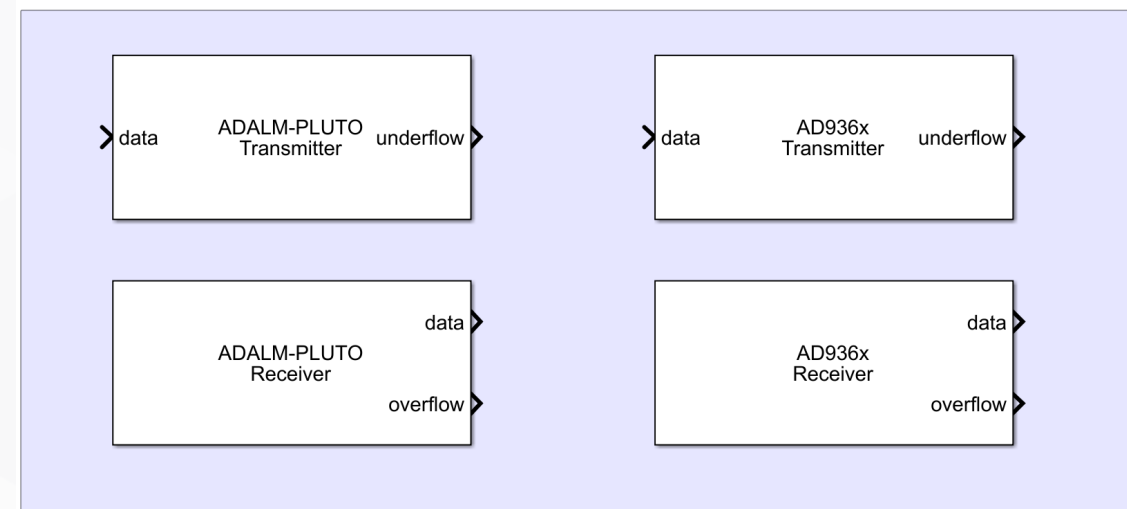 data
ADALM-PLUTO
Transmitter
underflow
data
AD936x
Transmitter
underflow
ADALM-PLUTO
Receiver
data
overflow
AD936x
Receiver
data
overflow